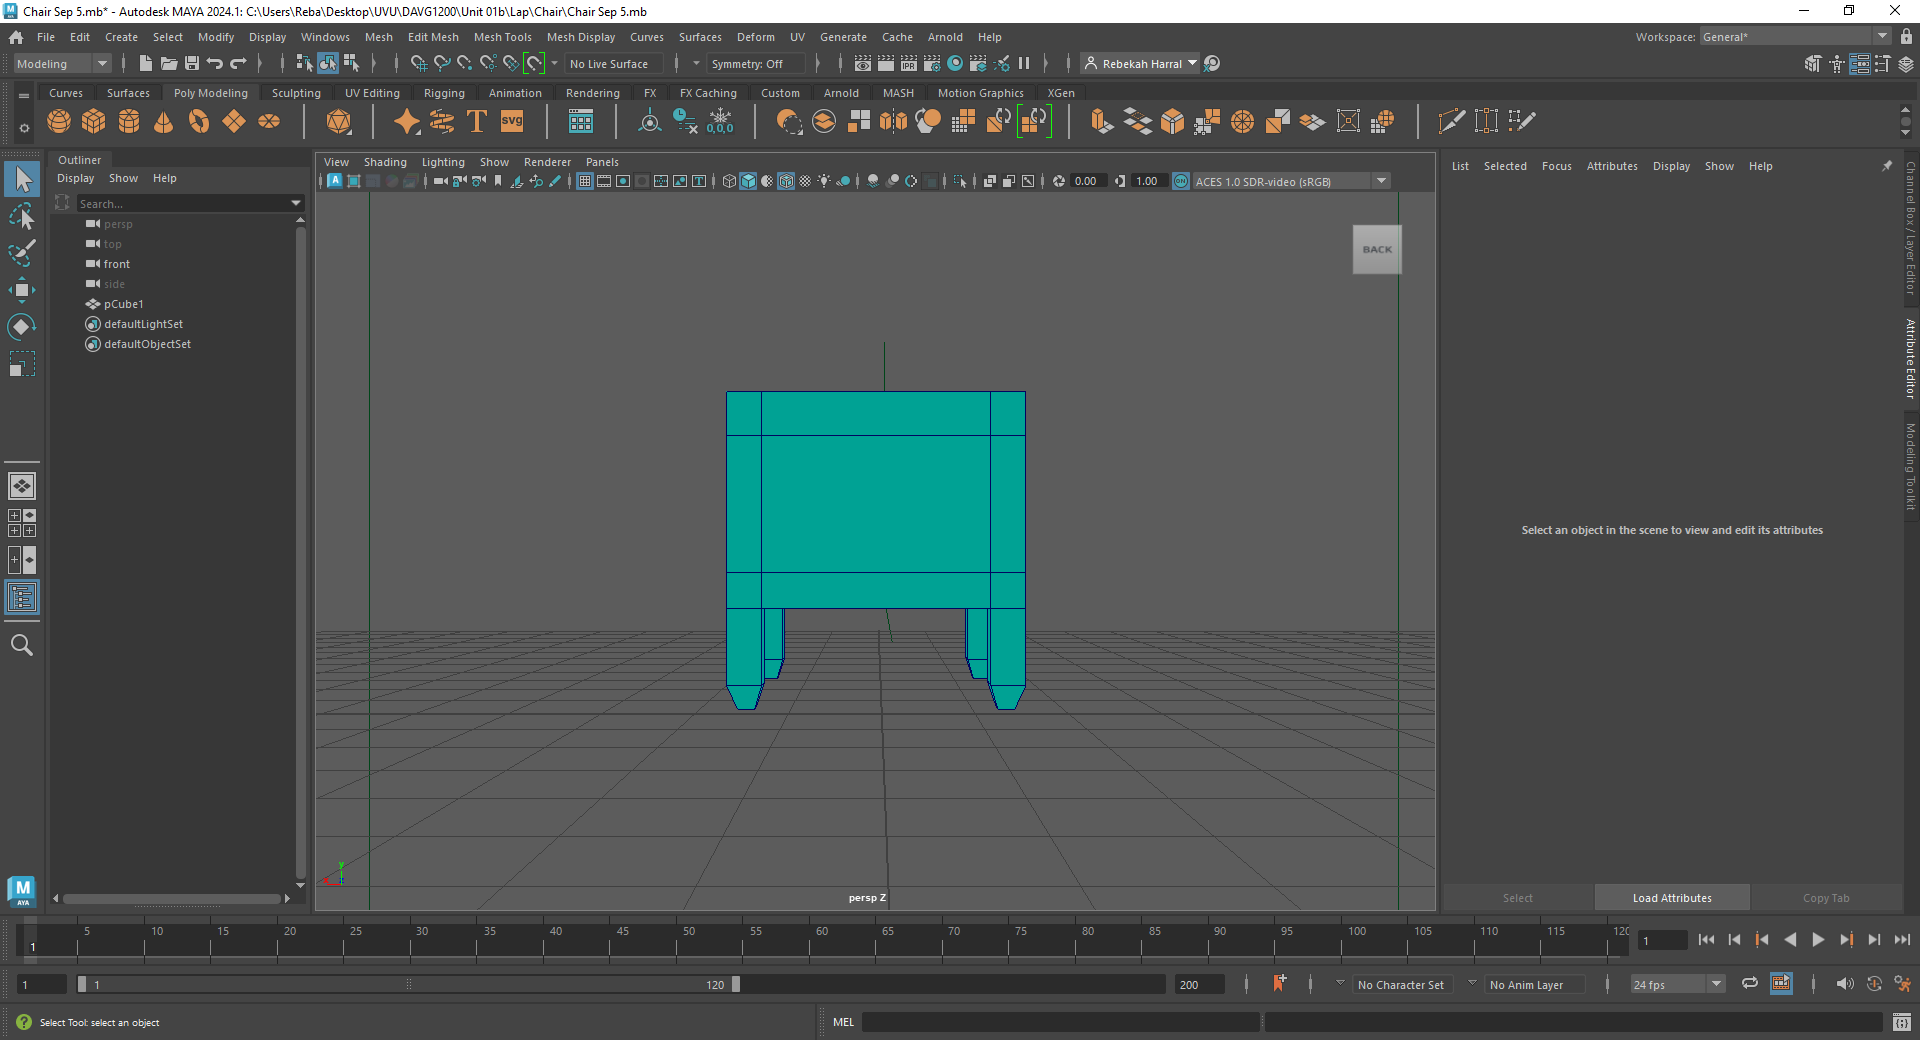 Chair Sep 5.mb* - Autodesk MAYA 2024.1: C:\Users\Reba\Desktop\UVU\DAVG1200\Unit 01b\Lap\Chair\Chair Sep 5.mb
File Edit Create Select Modify Display Windows Mesh Edit Mesh Mesh Tools Mesh Display Curves Surfaces Deform UV Generate Cache Arnold Help
Workspace: General*
Modeling No Live Surface Symmetry: Off IPR Rebekah Harral
Curves Surfaces Poly Modeling Sculpting UV Editing Rigging Animation Rendering FX FX Caching Custom Arnold MASH Motion Graphics XGen
T svg 0,0,0
Outliner
Display Show Help
Search...
persp
top
front
side
pCube1
defaultLightSet
defaultObjectSet
View Shading Lighting Show Renderer Panels
0.00 1.00 ON ACES 1.0 SDR-video (sRGB)
BACK
y
persp Z
List Selected Focus Attributes Display Show Help
Select an object in the scene to view and edit its attributes
Select Load Attributes Copy Tab
Channel Box / Layer Editor
Attribute Editor
Modeling Toolkit
M
AYA
5 10 15 20 25 30 35 40 45 50 55 60 65 70 75 80 85 90 95 100 105 110 115 120
1
1
1 1 120 200 No Character Set No Anim Layer 24 fps
Select Tool: select an object
MEL